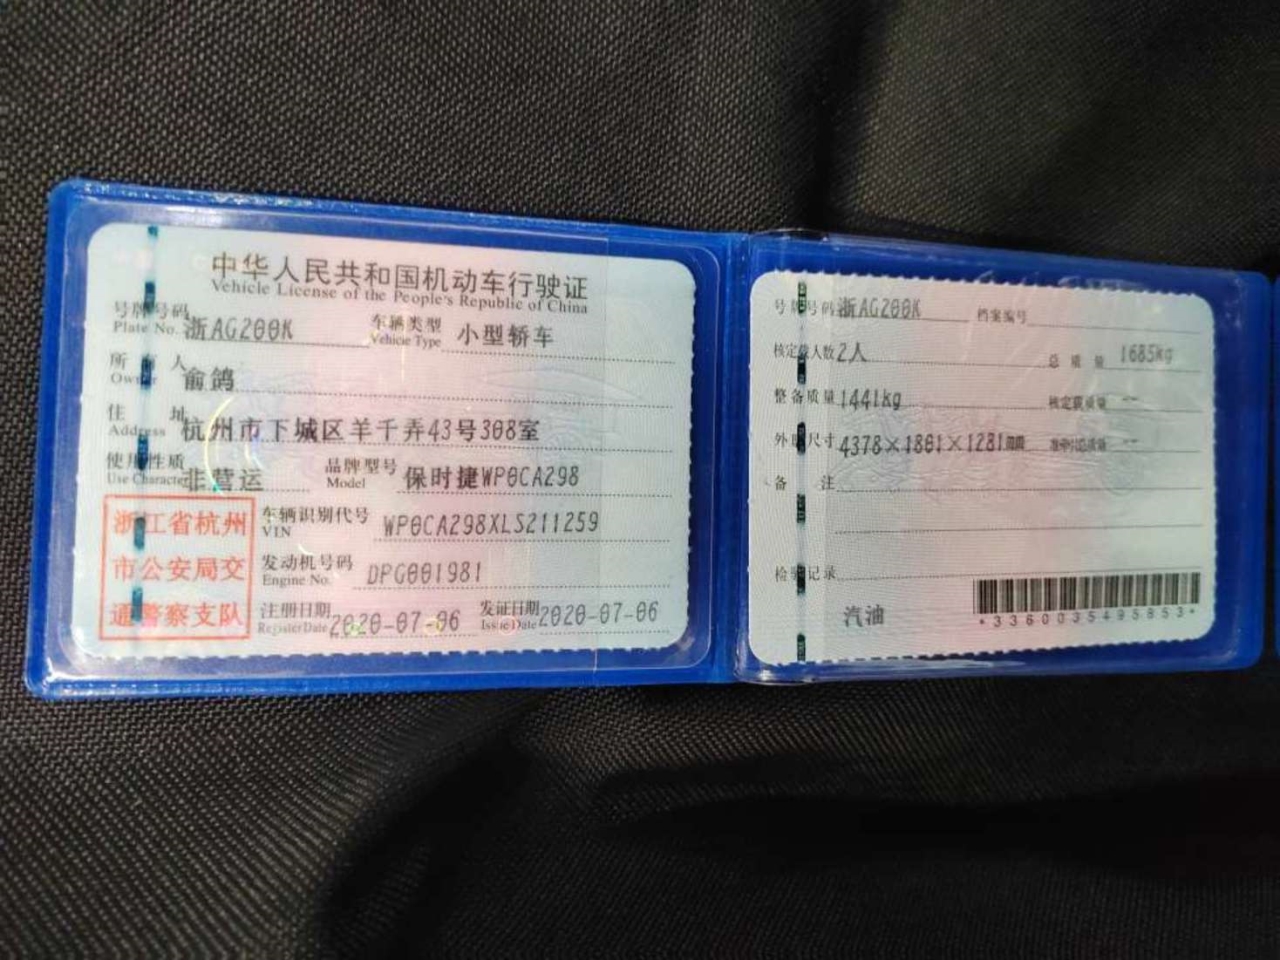 中华人民共和国机动车行驶证
Vehicle License of the People's Republic of China
号牌号码 浙AG200K 车辆类型 小型轿车
Plate No. Vehicle Type
所有人 俞鸽
Owner
住址 杭州市下城区羊千弄43号308室
Address
使用性质 非营运 品牌型号 保时捷WP0CA298
Use Character Model
浙江省杭州
市公安局交
通警察支队
车辆识别代号 WP0CA298XLS211259
VIN
发动机号码 DPG001981
Engine No.
注册日期 2020-07-06 发证日期 2020-07-06
Register Date Issue Date
号牌号码 浙AG200K 档案编号
核定载人数 2人 总质量 1685kg
整备质量 1441kg 核定载质量 --
外廓尺寸 4378×1801×1281mm 准牵引总质量 --
备注
检验记录
汽油
*3360035495853*